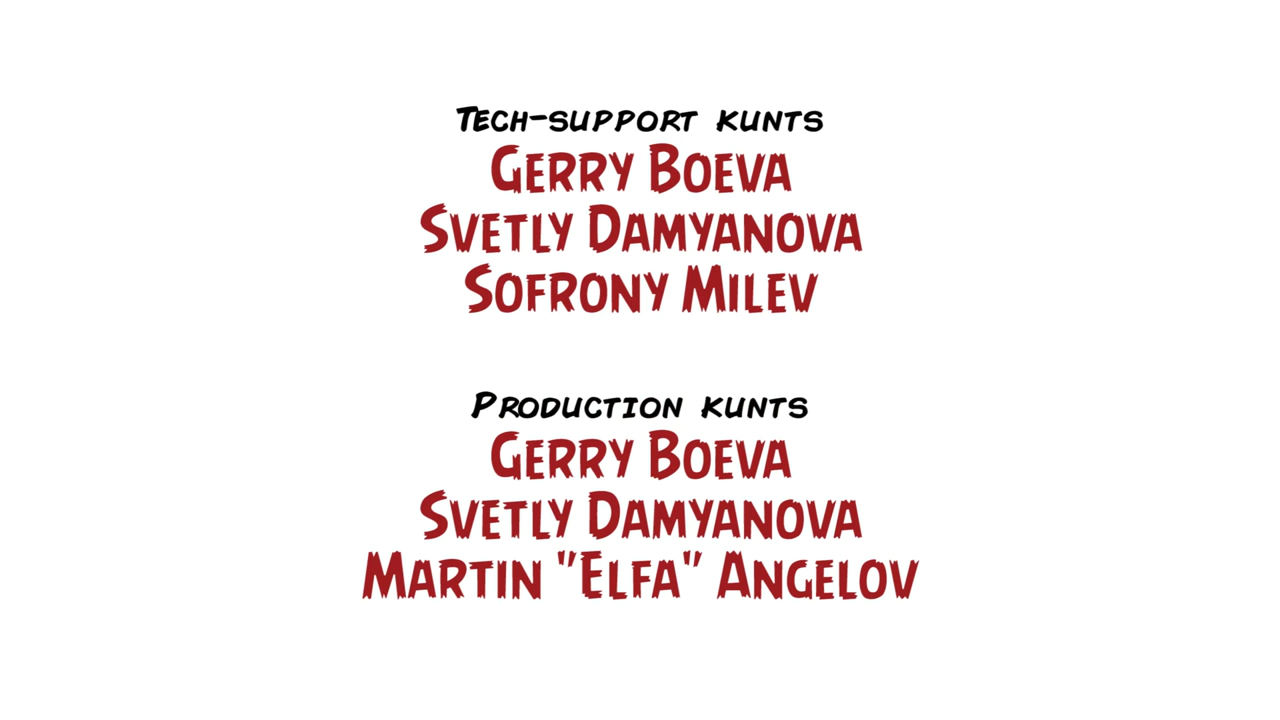 Tech-support kunts
Gerry Boeva
Svetly Damyanova
Sofrony Milev
Production kunts
Gerry Boeva
Svetly Damyanova
Martin "Elfa" Angelov